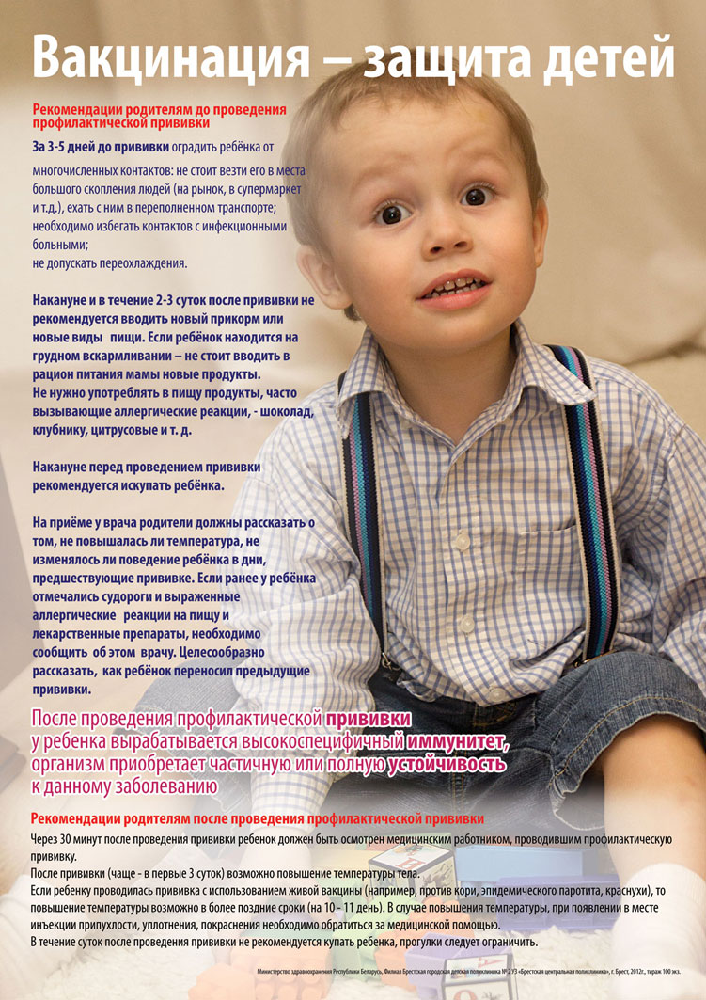 Вакцинация – защита детей
Рекомендации родителям до проведения
профилактической прививки
За 3-5 дней до прививки оградить ребёнка от
многочисленных контактов: не стоит везти его в места
большого скопления людей (на рынок, в супермаркет
и т.д.), ехать с ним в переполненном транспорте;
необходимо избегать контактов с инфекционными
больными;
не допускать переохлаждения.
Накануне и в течение 2-3 суток после прививки не
рекомендуется вводить новый прикорм или
новые виды пищи. Если ребёнок находится на
грудном вскармливании – не стоит вводить в
рацион питания мамы новые продукты.
Не нужно употреблять в пищу продукты, часто
вызывающие аллергические реакции, - шоколад,
клубнику, цитрусовые и т. д.
Накануне перед проведением прививки
рекомендуется искупать ребёнка.
На приёме у врача родители должны рассказать о
том, не повышалась ли температура, не
изменялось ли поведение ребёнка в дни,
предшествующие прививке. Если ранее у ребёнка
отмечались судороги и выраженные
аллергические реакции на пищу и
лекарственные препараты, необходимо
сообщить об этом врачу. Целесообразно
рассказать, как ребёнок переносил предыдущие
прививки.
После проведения профилактической прививки
у ребенка вырабатывается высокоспецифичный иммунитет,
организм приобретает частичную или полную устойчивость
к данному заболеванию
Рекомендации родителям после проведения профилактической прививки
Через 30 минут после проведения прививки ребенок должен быть осмотрен медицинским работником, проводившим профилактическую
прививку.
После прививки (чаще - в первые 3 суток) возможно повышение температуры тела.
Если ребенку проводилась прививка с использованием живой вакцины (например, против кори, эпидемического паротита, краснухи), то
повышение температуры возможно в более поздние сроки (на 10 - 11 день). В случае повышения температуры, при появлении в месте
инъекции припухлости, уплотнения, покраснения необходимо обратиться за медицинской помощью.
В течение суток после проведения прививки не рекомендуется купать ребенка, прогулки следует ограничить.
Министерство здравоохранения Республики Беларусь, Филиал Брестская городская детская поликлиника № 2 УЗ «Брестская центральная поликлиника», г. Брест, 2012г., тираж 100 экз.